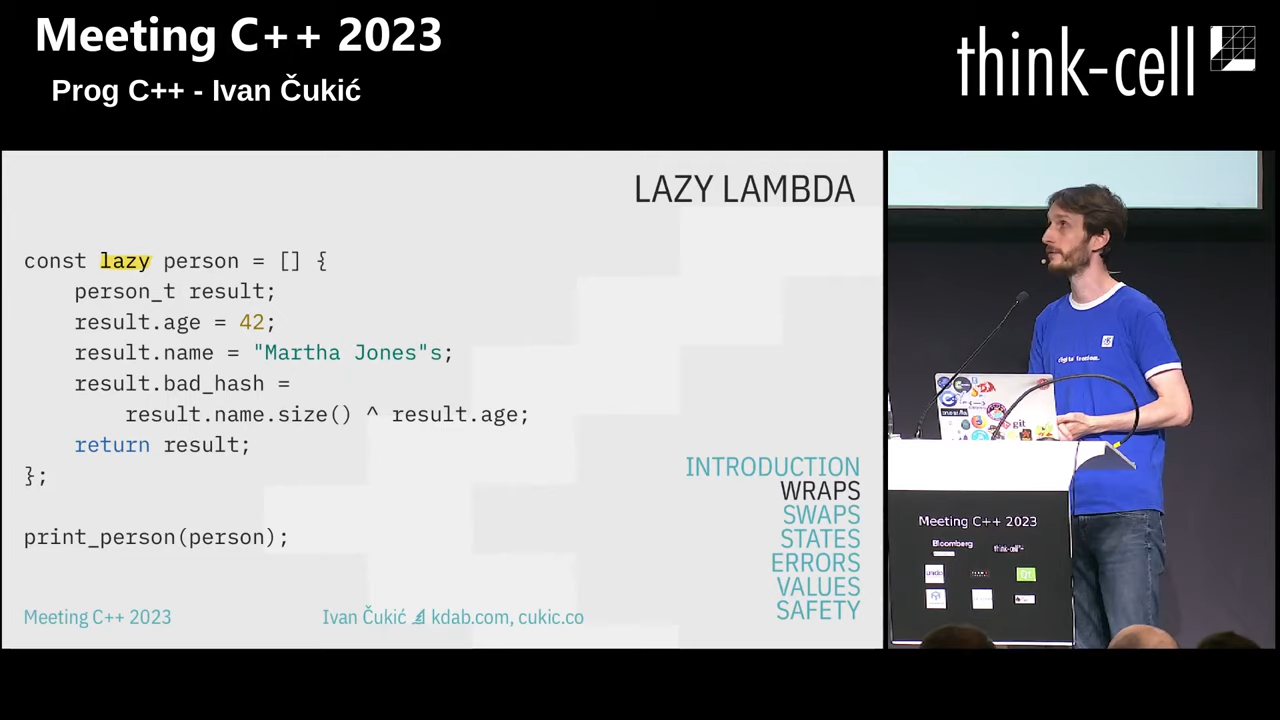 Meeting C++ 2023
Prog C++ - Ivan Čukić
think-cell
LAZY LAMBDA
const lazy person = [] {
    person_t result;
    result.age = 42;
    result.name = "Martha Jones"s;
    result.bad_hash =
        result.name.size() ^ result.age;
    return result;
};
print_person(person);
INTRODUCTION
WRAPS
SWAPS
STATES
ERRORS
VALUES
SAFETY
Meeting C++ 2023
Ivan Čukić
kdab.com, cukic.co
git
Meeting C++ 2023
Bloomberg
think-cell